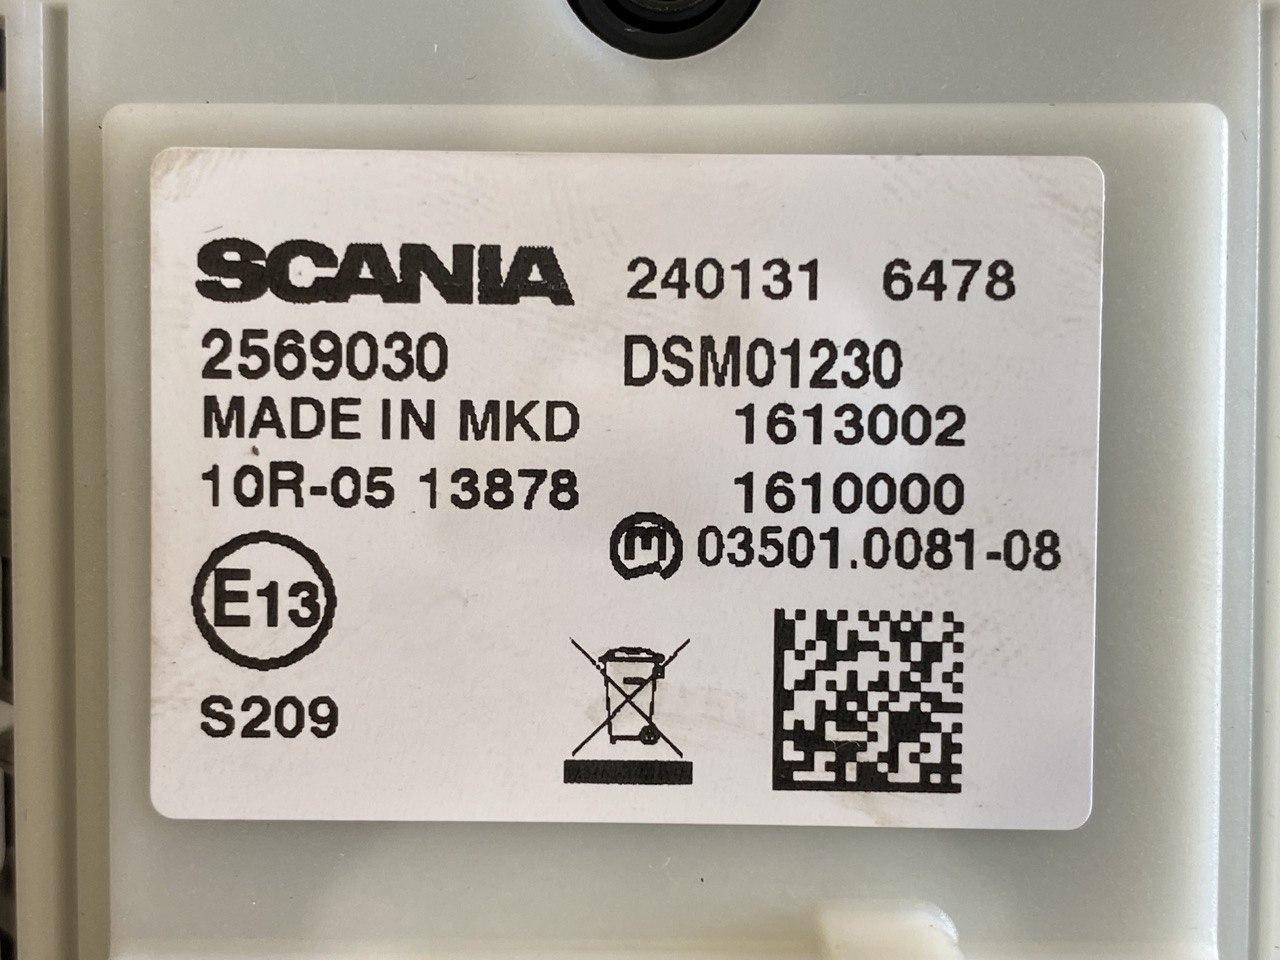 SCANIA 240131 6478
2569030 DSM01230
MADE IN MKD 1613002
10R-05 13878 1610000
M 03501.0081-08
E13
S209